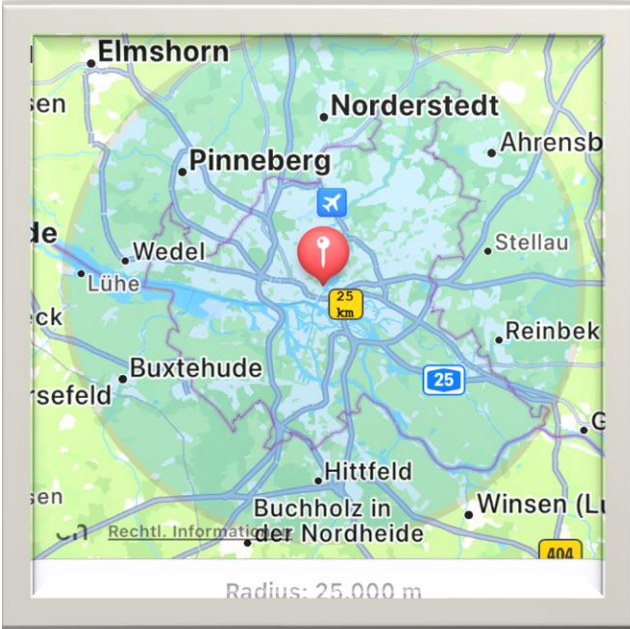 Elmshorn
sen
Norderstedt
Ahrensb
Pinneberg
de
Wedel
Stellau
Lühe
25
km
ck
Reinbek
Buxtehude
25
rsefeld
G
Hittfeld
sen
Buchholz in
der Nordheide
Winsen (Lu
Rechtl. Informationen
404
Radius: 25.000 m